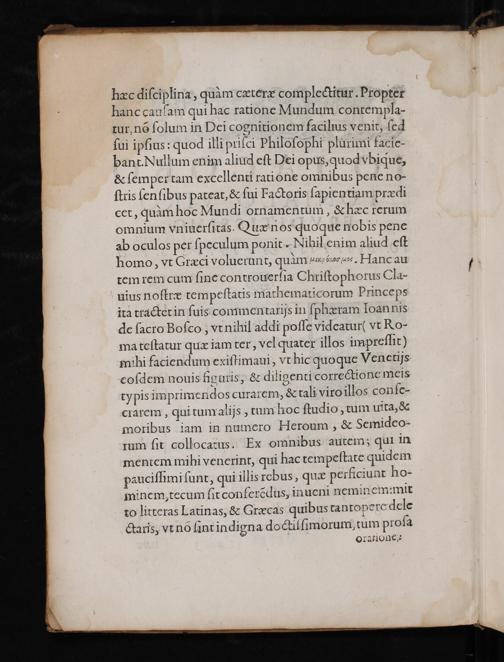 hæc disciplina, quàm cæteræ complectitur. Propter
hanc causam qui hac ratione Mundum contempla-
tur, nõ solum in Dei cognitionem facilius venit, sed
sui ipsius: quod illi prisci Philosophi plurimi facie-
bant. Nullum enim aliud est Dei opus, quod vbique,
& semper tam excellenti ratione omnibus pene no-
stris sensibus pateat, & sui Factoris sapientiam prædi
cet, quàm hoc Mundi ornamentum, & hæc rerum
omnium vniuersitas. Quæ nos quoque nobis pene
ab oculos per speculum ponit. Nihil enim aliud est
homo, vt Græci voluerunt, quàm μικρόκοσμος. Hanc au
tem rem cum sine controuersia Christophorus Cla-
uius nostræ tempestatis mathematicorum Princeps
ita tractet in suis commentarijs in sphæram Ioannis
de sacro Bosco, vt nihil addi posse videatur ( vt Ro-
ma testatur quæ iam ter, vel quater illos impressit )
mihi faciendum existimaui, vt hic quoque Venetijs
eosdem nouis figuris, & diligenti correctione meis
typis imprimendos curarem, & tali viro illos conse-
crarem, qui tum alijs, tum hoc studio, tum uita, &
moribus iam in numero Heroum, & Semideo-
rum sit collocatus. Ex omnibus autem; qui in
mentem mihi venerint, qui hac tempestate quidem
paucissimi sunt, qui illis rebus, quæ perficiunt ho-
minem, tecum sit conferẽdus, inueni neminem: mit
to litteras Latinas, & Græcas quibus tantopere dele
ctaris, vt nõ sint indigna doctissimorum, tum prosa
oratione,